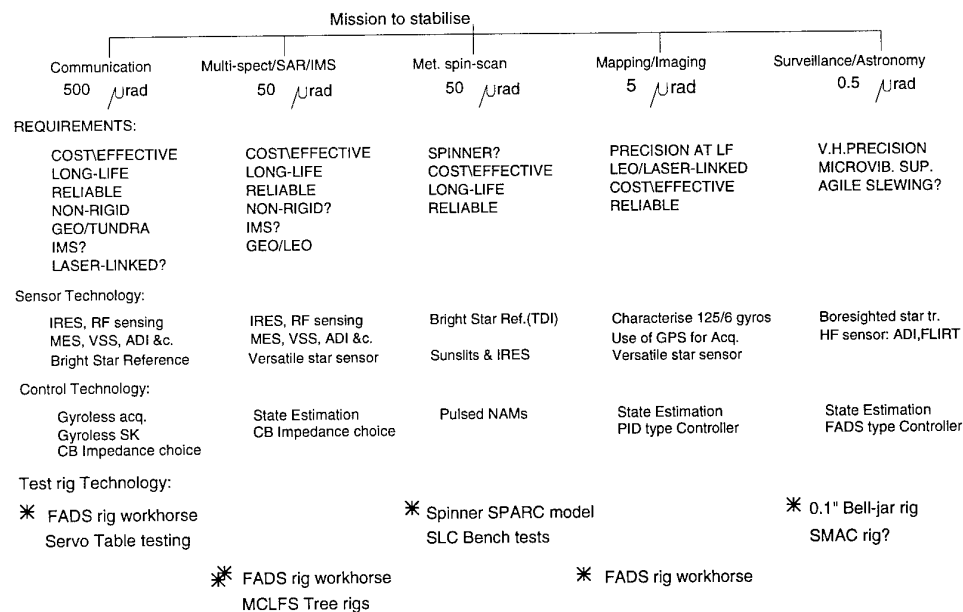 Mission to stabilise
Communication Multi-spect/SAR/IMS Met. spin-scan Mapping/Imaging Surveillance/Astronomy
500 μrad 50 μrad 50 μrad 5 μrad 0.5 μrad
REQUIREMENTS:
COST\EFFECTIVE COST\EFFECTIVE SPINNER? PRECISION AT LF V.H.PRECISION
LONG-LIFE LONG-LIFE COST\EFFECTIVE LEO/LASER-LINKED MICROVIB. SUP.
RELIABLE RELIABLE LONG-LIFE COST\EFFECTIVE AGILE SLEWING?
NON-RIGID NON-RIGID? RELIABLE RELIABLE
GEO/TUNDRA IMS?
IMS? GEO/LEO
LASER-LINKED?
Sensor Technology:
IRES, RF sensing IRES, RF sensing Bright Star Ref.(TDI) Characterise 125/6 gyros Boresighted star tr.
MES, VSS, ADI &c. MES, VSS, ADI &c. Use of GPS for Acq. HF sensor: ADI,FLIRT
Bright Star Reference Versatile star sensor Sunslits & IRES Versatile star sensor
Control Technology:
Gyroless acq. State Estimation Pulsed NAMs State Estimation State Estimation
Gyroless SK CB Impedance choice PID type Controller FADS type Controller
CB Impedance choice
Test rig Technology:
* FADS rig workhorse * Spinner SPARC model * 0.1" Bell-jar rig
Servo Table testing SLC Bench tests SMAC rig?
** FADS rig workhorse * FADS rig workhorse
MCLFS Tree rigs